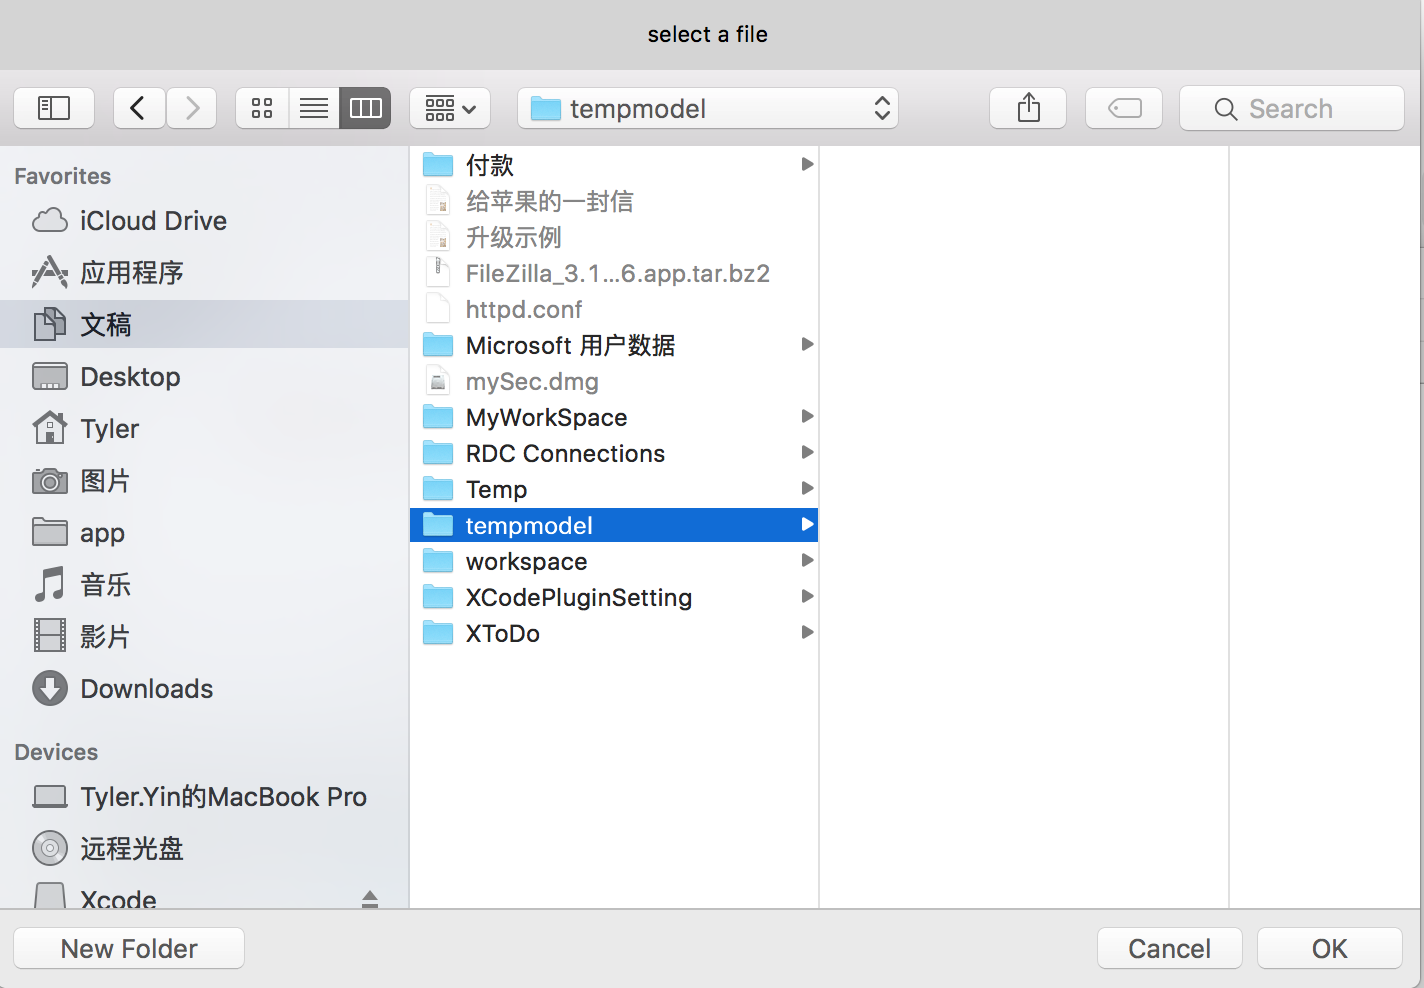 select a file
tempmodel
Search
Favorites
iCloud Drive
应用程序
文稿
Desktop
Tyler
图片
app
音乐
影片
Downloads
Devices
Tyler.Yin的MacBook Pro
远程光盘
Xcode
付款
给苹果的一封信
升级示例
FileZilla_3.1...6.app.tar.bz2
httpd.conf
Microsoft 用户数据
mySec.dmg
MyWorkSpace
RDC Connections
Temp
tempmodel
workspace
XCodePluginSetting
XToDo
New Folder
Cancel
OK